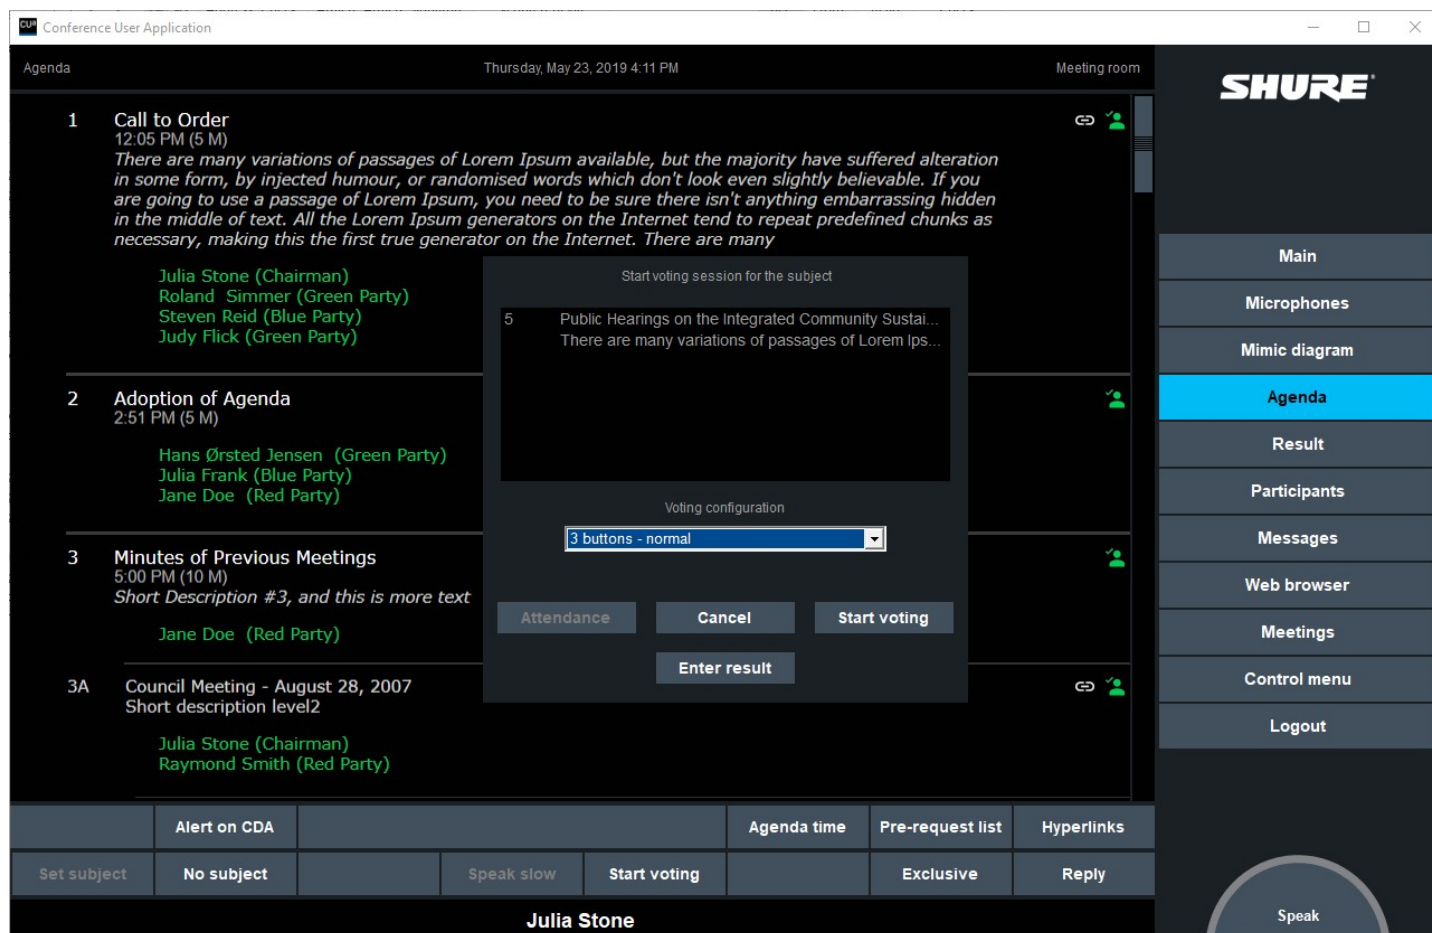 CUa Conference User Application
Agenda
Thursday, May 23, 2019 4:11 PM
Meeting room
SHURE
1 Call to Order
12:05 PM (5 M)
There are many variations of passages of Lorem Ipsum available, but the majority have suffered alteration
in some form, by injected humour, or randomised words which don't look even slightly believable. If you
are going to use a passage of Lorem Ipsum, you need to be sure there isn't anything embarrassing hidden
in the middle of text. All the Lorem Ipsum generators on the Internet tend to repeat predefined chunks as
necessary, making this the first true generator on the Internet. There are many
Julia Stone (Chairman)
Roland Simmer (Green Party)
Steven Reid (Blue Party)
Judy Flick (Green Party)
2 Adoption of Agenda
2:51 PM (5 M)
Hans Ørsted Jensen (Green Party)
Julia Frank (Blue Party)
Jane Doe (Red Party)
3 Minutes of Previous Meetings
5:00 PM (10 M)
Short Description #3, and this is more text
Jane Doe (Red Party)
3A Council Meeting - August 28, 2007
Short description level2
Julia Stone (Chairman)
Raymond Smith (Red Party)
Start voting session for the subject
5 Public Hearings on the Integrated Community Sustai...
There are many variations of passages of Lorem Ips...
Voting configuration
3 buttons - normal
Attendance
Cancel
Start voting
Enter result
Main
Microphones
Mimic diagram
Agenda
Result
Participants
Messages
Web browser
Meetings
Control menu
Logout
Alert on CDA
Agenda time
Pre-request list
Hyperlinks
Set subject
No subject
Speak slow
Start voting
Exclusive
Reply
Julia Stone
Speak